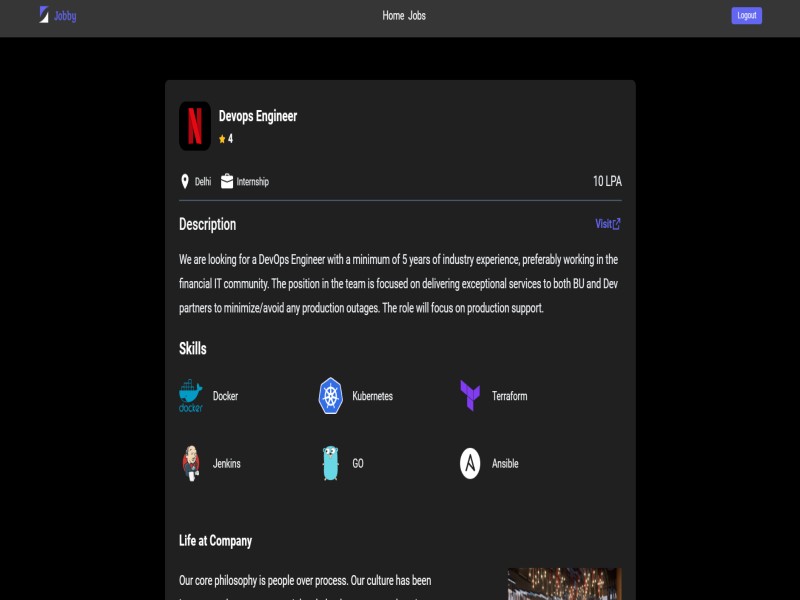 Jobby
Home Jobs
Logout
N
Devops Engineer
4
Delhi
Internship
10 LPA
Description
Visit
We are looking for a DevOps Engineer with a minimum of 5 years of industry experience, preferably working in the
financial IT community. The position in the team is focused on delivering exceptional services to both BU and Dev
partners to minimize/avoid any production outages. The role will focus on production support.
Skills
docker
Docker
Kubernetes
Terraform
Jenkins
GO
Ansible
Life at Company
Our core philosophy is people over process. Our culture has been